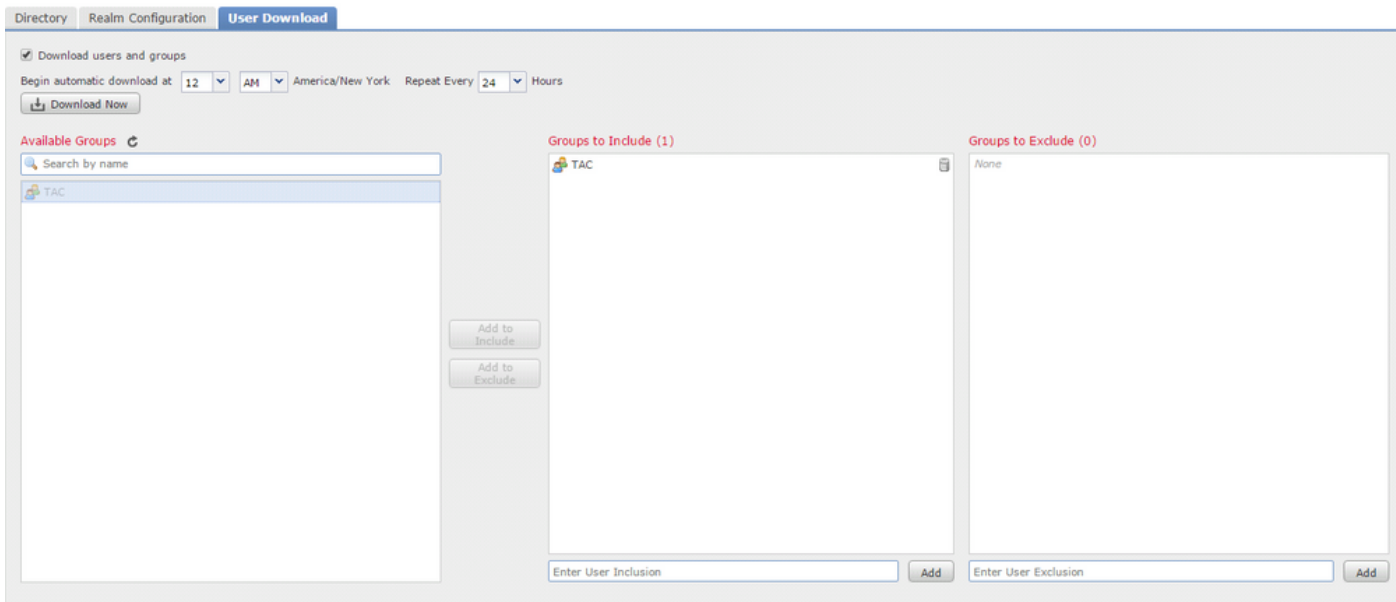 Directory Realm Configuration User Download
Download users and groups
Begin automatic download at 12 AM America/New York Repeat Every 24 Hours
Download Now
Available Groups
Groups to Include (1)
Groups to Exclude (0)
Search by name
TAC
TAC
None
Add to
Include
Add to
Exclude
Enter User Inclusion
Add
Enter User Exclusion
Add